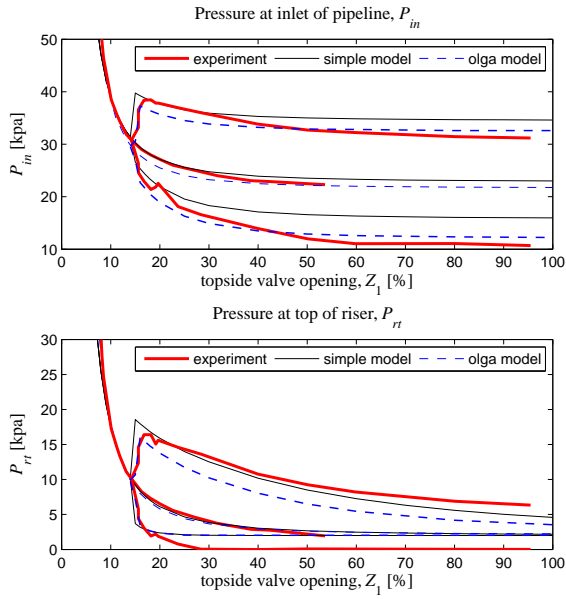 Pressure at inlet of pipeline, P_in
experiment simple model olga model
50
40
30
20
10
P_in [kpa]
0 10 20 30 40 50 60 70 80 90 100
topside valve opening, Z_1 [%]
Pressure at top of riser, P_rt
experiment simple model olga model
30
25
20
15
10
5
0
P_rt [kpa]
0 10 20 30 40 50 60 70 80 90 100
topside valve opening, Z_1 [%]